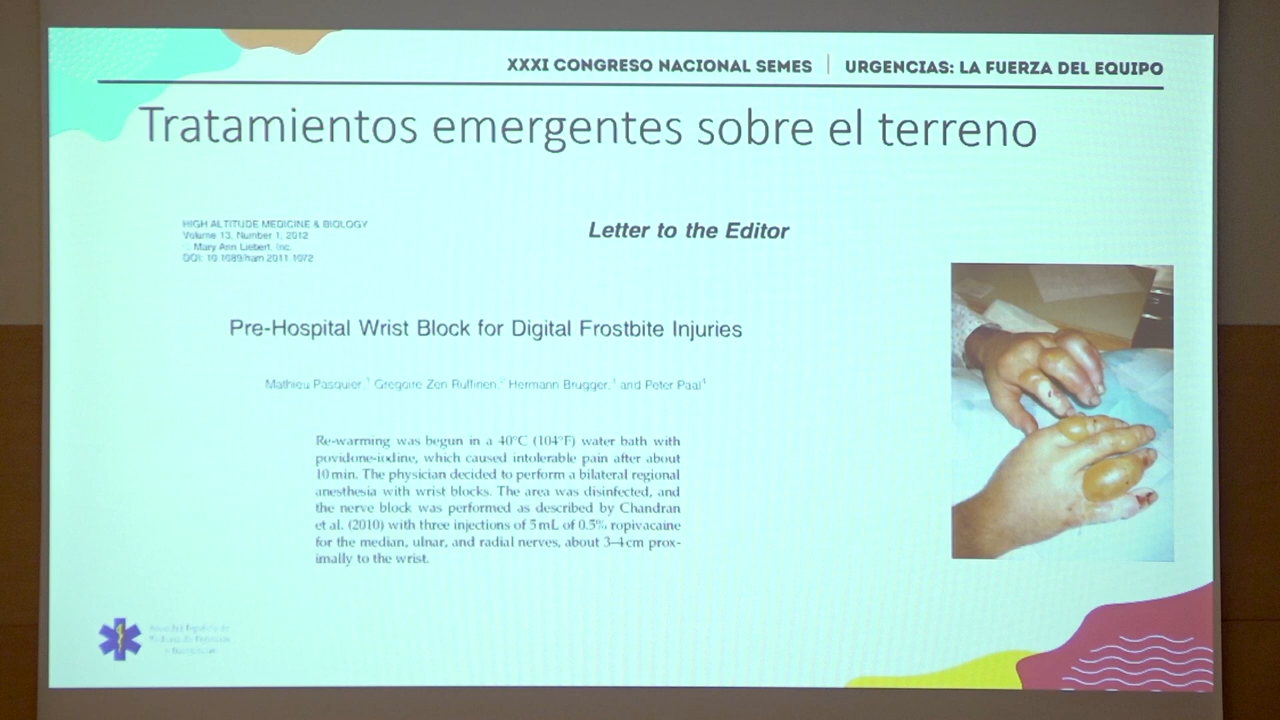 XXXI CONGRESO NACIONAL SEMES | URGENCIAS: LA FUERZA DEL EQUIPO
Tratamientos emergentes sobre el terreno
HIGH ALTITUDE MEDICINE & BIOLOGY
Volume 13, Number 1, 2012
Mary Ann Liebert, Inc.
DOI: 10.1089/ham.2011.1072
Letter to the Editor
Pre-Hospital Wrist Block for Digital Frostbite Injuries
Mathieu Pasquier, Gregoire Zen Ruffinen, Hermann Brugger, and Peter Paal
Re-warming was begun in a 40°C (104°F) water bath with
povidone-iodine, which caused intolerable pain after about
10 min. The physician decided to perform a bilateral regional
anesthesia with wrist blocks. The area was disinfected, and
the nerve block was performed as described by Chandran
et al. (2010) with three injections of 5 mL of 0.5% ropivacaine
for the median, ulnar, and radial nerves, about 3–4 cm prox-
imally to the wrist.